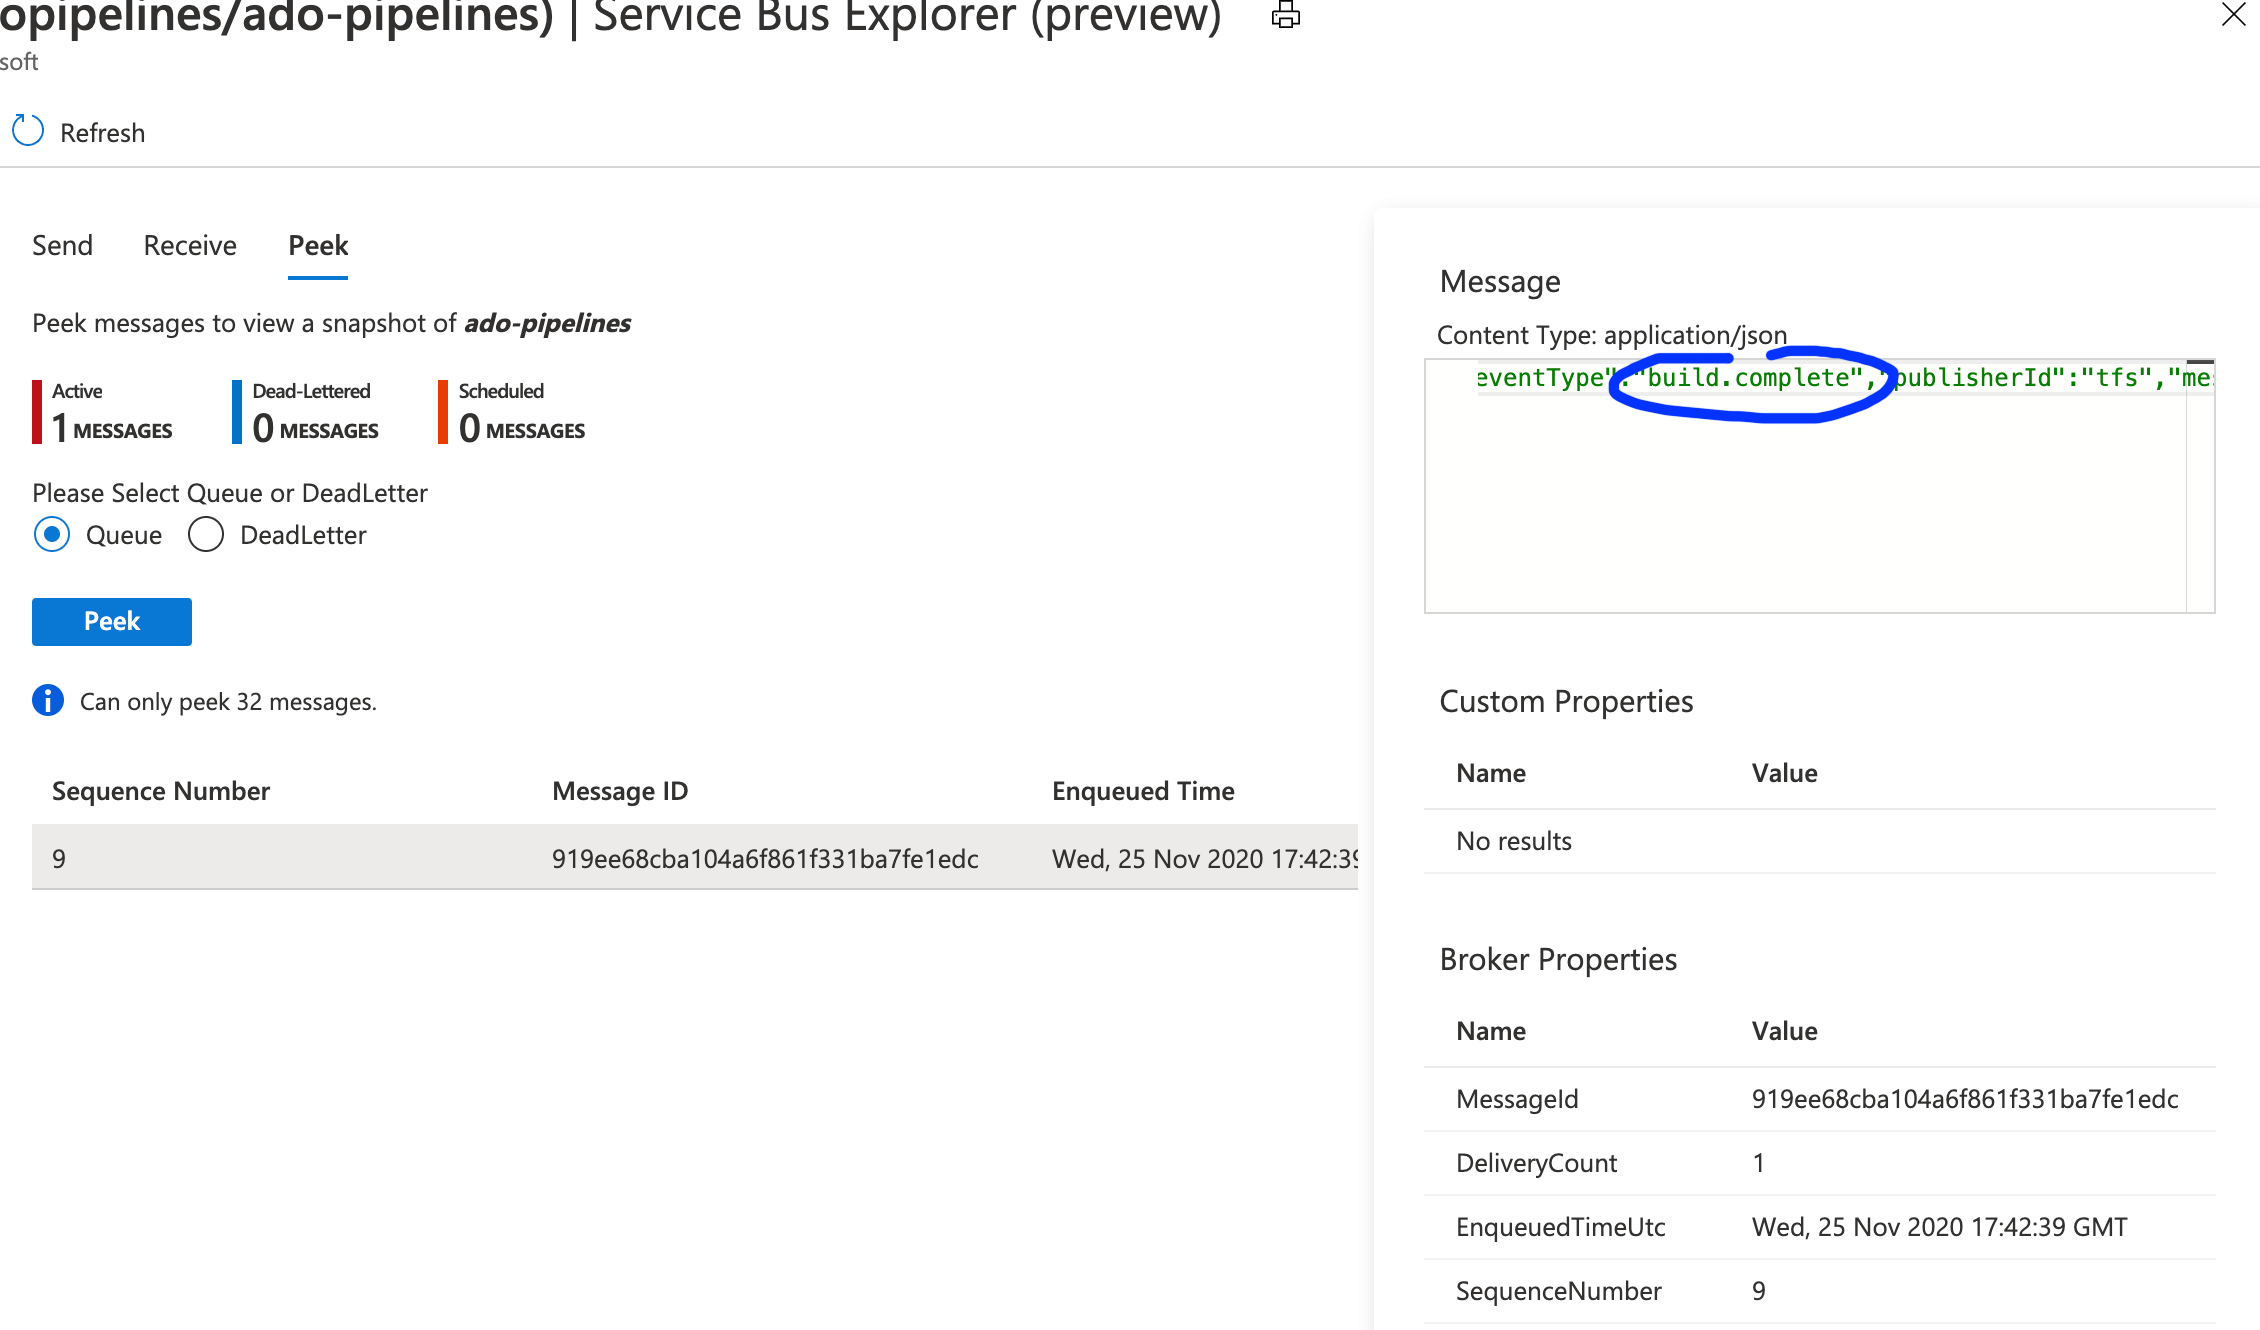 opipelines/ado-pipelines) | Service Bus Explorer (preview)
soft
Refresh
Send Receive Peek
Peek messages to view a snapshot of ado-pipelines
Active
1 MESSAGES
Dead-Lettered
0 MESSAGES
Scheduled
0 MESSAGES
Please Select Queue or DeadLetter
Queue DeadLetter
Peek
Can only peek 32 messages.
Sequence Number Message ID Enqueued Time
9 919ee68cba104a6f861f331ba7fe1edc Wed, 25 Nov 2020 17:42:39
Message
Content Type: application/json
eventType":"build.complete","publisherId":"tfs","mes
Custom Properties
Name Value
No results
Broker Properties
Name Value
MessageId 919ee68cba104a6f861f331ba7fe1edc
DeliveryCount 1
EnqueuedTimeUtc Wed, 25 Nov 2020 17:42:39 GMT
SequenceNumber 9